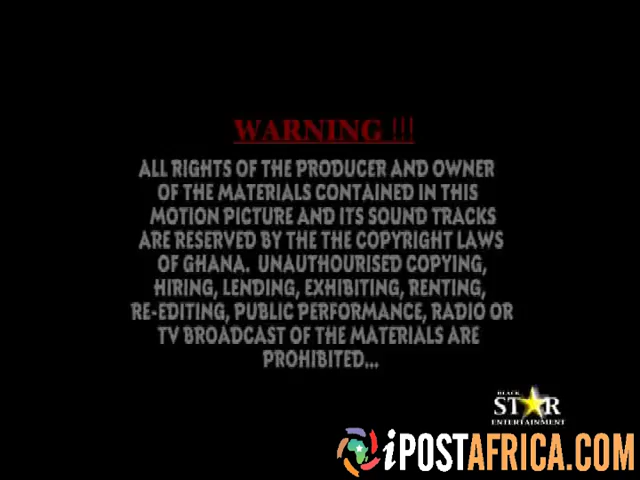 WARNING !!!
ALL RIGHTS OF THE PRODUCER AND OWNER
OF THE MATERIALS CONTAINED IN THIS
MOTION PICTURE AND ITS SOUND TRACKS
ARE RESERVED BY THE THE COPYRIGHT LAWS
OF GHANA. UNAUTHOURISED COPYING,
HIRING, LENDING, EXHIBITING, RENTING,
RE-EDITING, PUBLIC PERFORMANCE, RADIO OR
TV BROADCAST OF THE MATERIALS ARE
PROHIBITED...
BLACK
STAR
ENTERTAINMENT
iPOSTAFRICA.COM